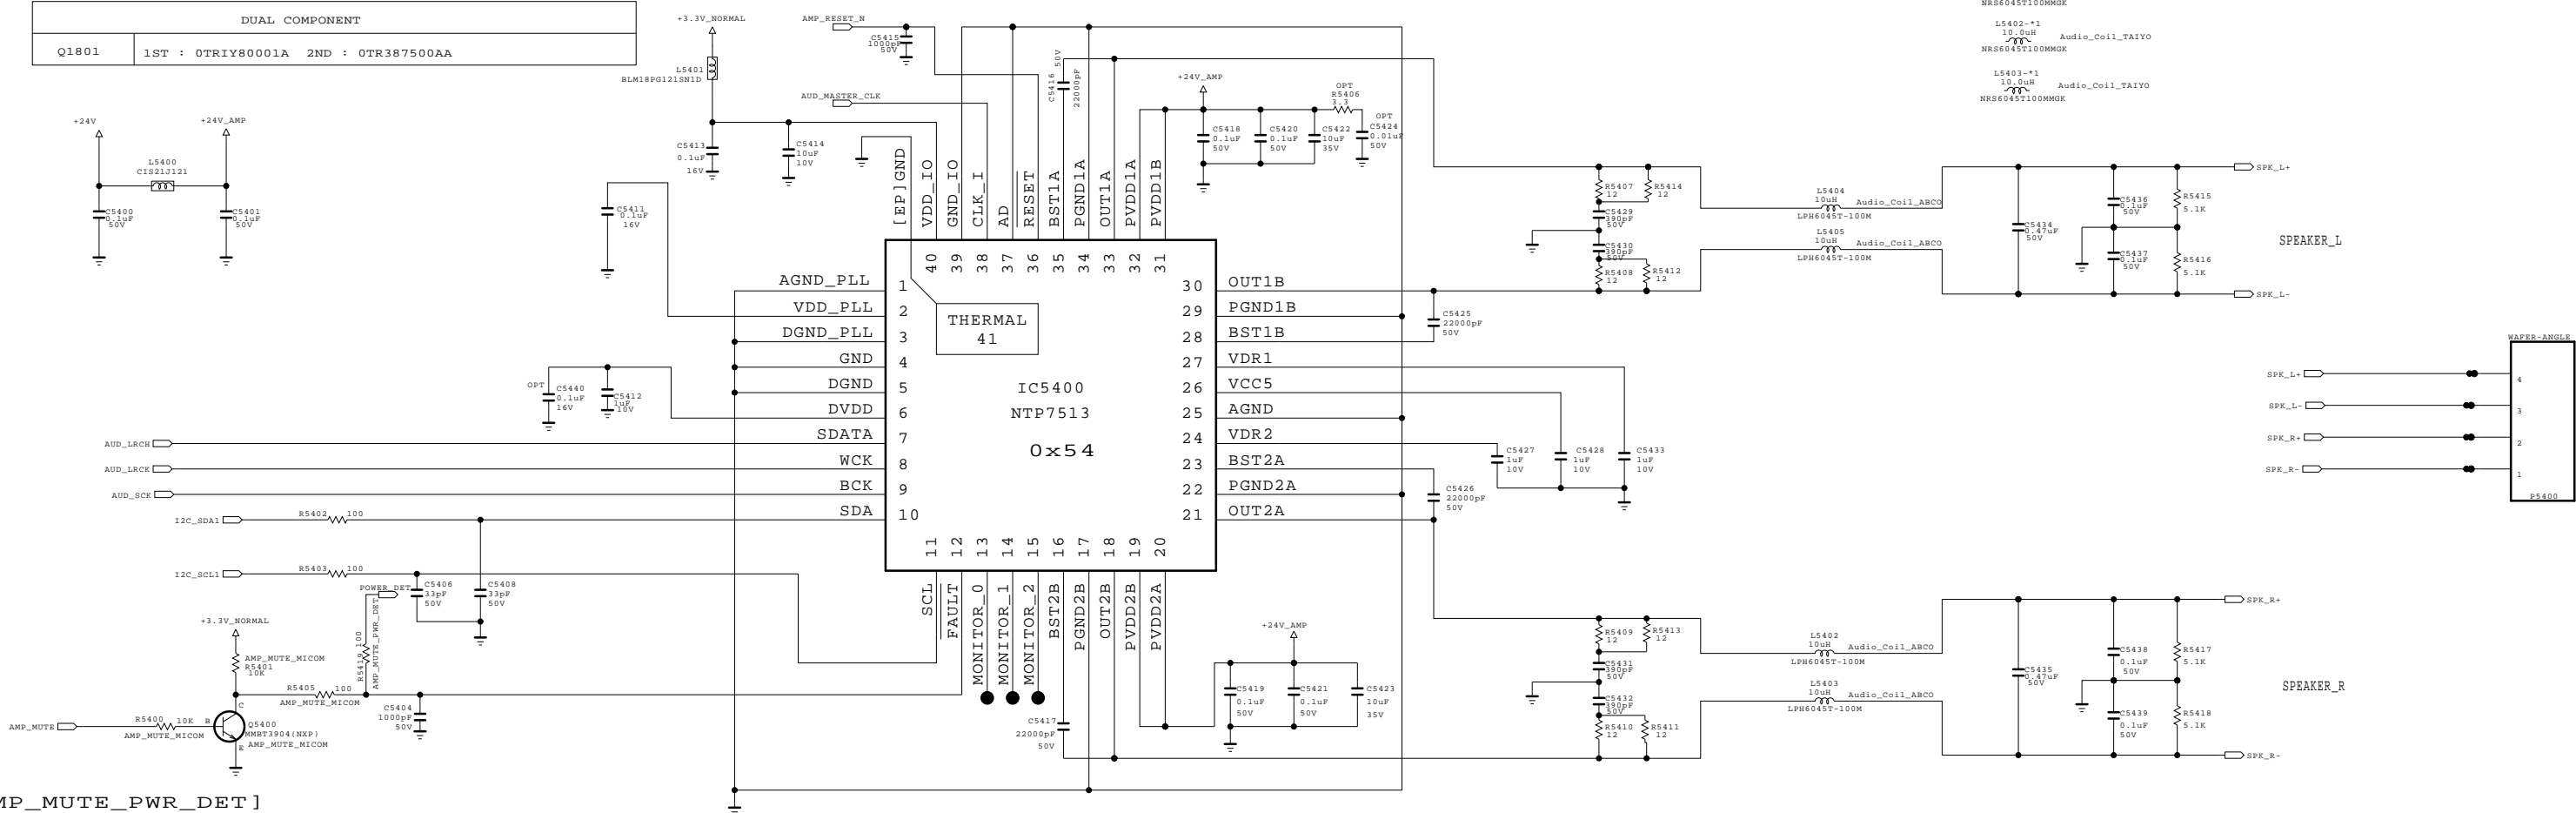 DUAL COMPONENT
Q1801 1ST : 0TRIY80001A 2ND : 0TR387500AA
+24V
+24V_AMP
L5400
CIS21J121
C5400
0.1uF
50V
C5401
0.1uF
50V
+3.3V_NORMAL
L5401
BLM18PG121SN1D
AMP_RESET_N
C5415
1000pF
50V
AUD_MASTER_CLK
C5413
0.1uF
16V
C5414
10uF
10V
C5411
0.1uF
16V
C5416 50V
22000pF
+24V_AMP
C5418
0.1uF
50V
C5420
0.1uF
50V
C5422
10uF
35V
OPT
R5406
3.3
OPT
C5424
0.01uF
50V
NRS6045T100MMGK
L5402-*1
10.0uH
Audio_Coil_TAIYO
NRS6045T100MMGK
L5403-*1
10.0uH
Audio_Coil_TAIYO
NRS6045T100MMGK
[EP]GND
VDD_IO
GND_IO
CLK_I
AD
RESET
BST1A
PGND1A
OUT1A
PVDD1A
PVDD1B
40
39
38
37
36
35
34
33
32
31
AGND_PLL 1
VDD_PLL 2
DGND_PLL 3
GND 4
DGND 5
DVDD 6
SDATA 7
WCK 8
BCK 9
SDA 10
THERMAL
41
IC5400
NTP7513
0x54
30 OUT1B
29 PGND1B
28 BST1B
27 VDR1
26 VCC5
25 AGND
24 VDR2
23 BST2A
22 PGND2A
21 OUT2A
11
12
13
14
15
16
17
18
19
20
SCL
FAULT
MONITOR_0
MONITOR_1
MONITOR_2
BST2B
PGND2B
OUT2B
PVDD2B
PVDD2A
OPT
C5440
0.1uF
16V
C5412
1uF
10V
AUD_LRCH
AUD_LRCK
AUD_SCK
I2C_SDA1
R5402 100
I2C_SCL1
R5403 100
POWER_DET
C5406
33pF
50V
C5408
33pF
50V
R5419 100
AMP_MUTE_PWR_DET
+3.3V_NORMAL
AMP_MUTE_MICOM
R5401
10K
R5405 100
AMP_MUTE_MICOM
C5404
1000pF
50V
AMP_MUTE
R5400 10K
AMP_MUTE_MICOM
B
C
E
Q5400
MMBT3904(NXP)
AMP_MUTE_MICOM
MP_MUTE_PWR_DET]
C5417
22000pF
50V
+24V_AMP
C5419
0.1uF
50V
C5421
0.1uF
50V
C5423
10uF
35V
C5425
22000pF
50V
C5426
22000pF
50V
C5427
1uF
10V
C5428
1uF
10V
C5433
1uF
10V
R5407
12
R5414
12
C5429
390pF
50V
C5430
390pF
50V
R5408
12
R5412
12
L5404
10uH
Audio_Coil_ABCO
LPH6045T-100M
L5405
10uH
Audio_Coil_ABCO
LPH6045T-100M
C5434
0.47uF
50V
C5436
0.1uF
50V
C5437
0.1uF
50V
R5415
5.1K
R5416
5.1K
SPK_L+
SPK_L-
SPEAKER_L
WAFER-ANGLE
SPK_L+ 4
SPK_L- 3
SPK_R+ 2
SPK_R- 1
P5400
R5409
12
R5413
12
C5431
390pF
50V
C5432
390pF
50V
R5410
12
R5411
12
L5402
10uH
Audio_Coil_ABCO
LPH6045T-100M
L5403
10uH
Audio_Coil_ABCO
LPH6045T-100M
C5435
0.47uF
50V
C5438
0.1uF
50V
C5439
0.1uF
50V
R5417
5.1K
R5418
5.1K
SPK_R+
SPK_R-
SPEAKER_R